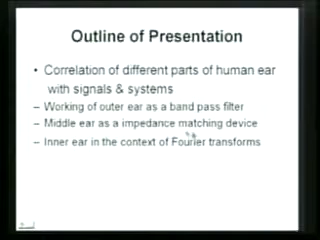 Outline of Presentation
• Correlation of different parts of human ear
with signals & systems
– Working of outer ear as a band pass filter
– Middle ear as a impedance matching device
– Inner ear in the context of Fourier transforms